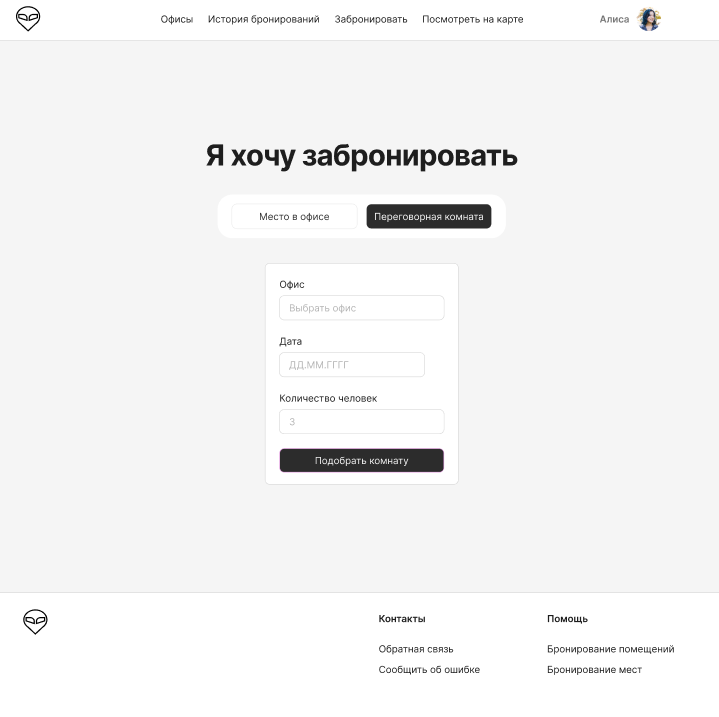 Офисы История бронирований Забронировать Посмотреть на карте Алиса
Я хочу забронировать
Место в офисе Переговорная комната
Офис
Выбрать офис
Дата
ДД.ММ.ГГГГ
Количество человек
3
Подобрать комнату
Контакты Помощь
Обратная связь Бронирование помещений
Сообщить об ошибке Бронирование мест